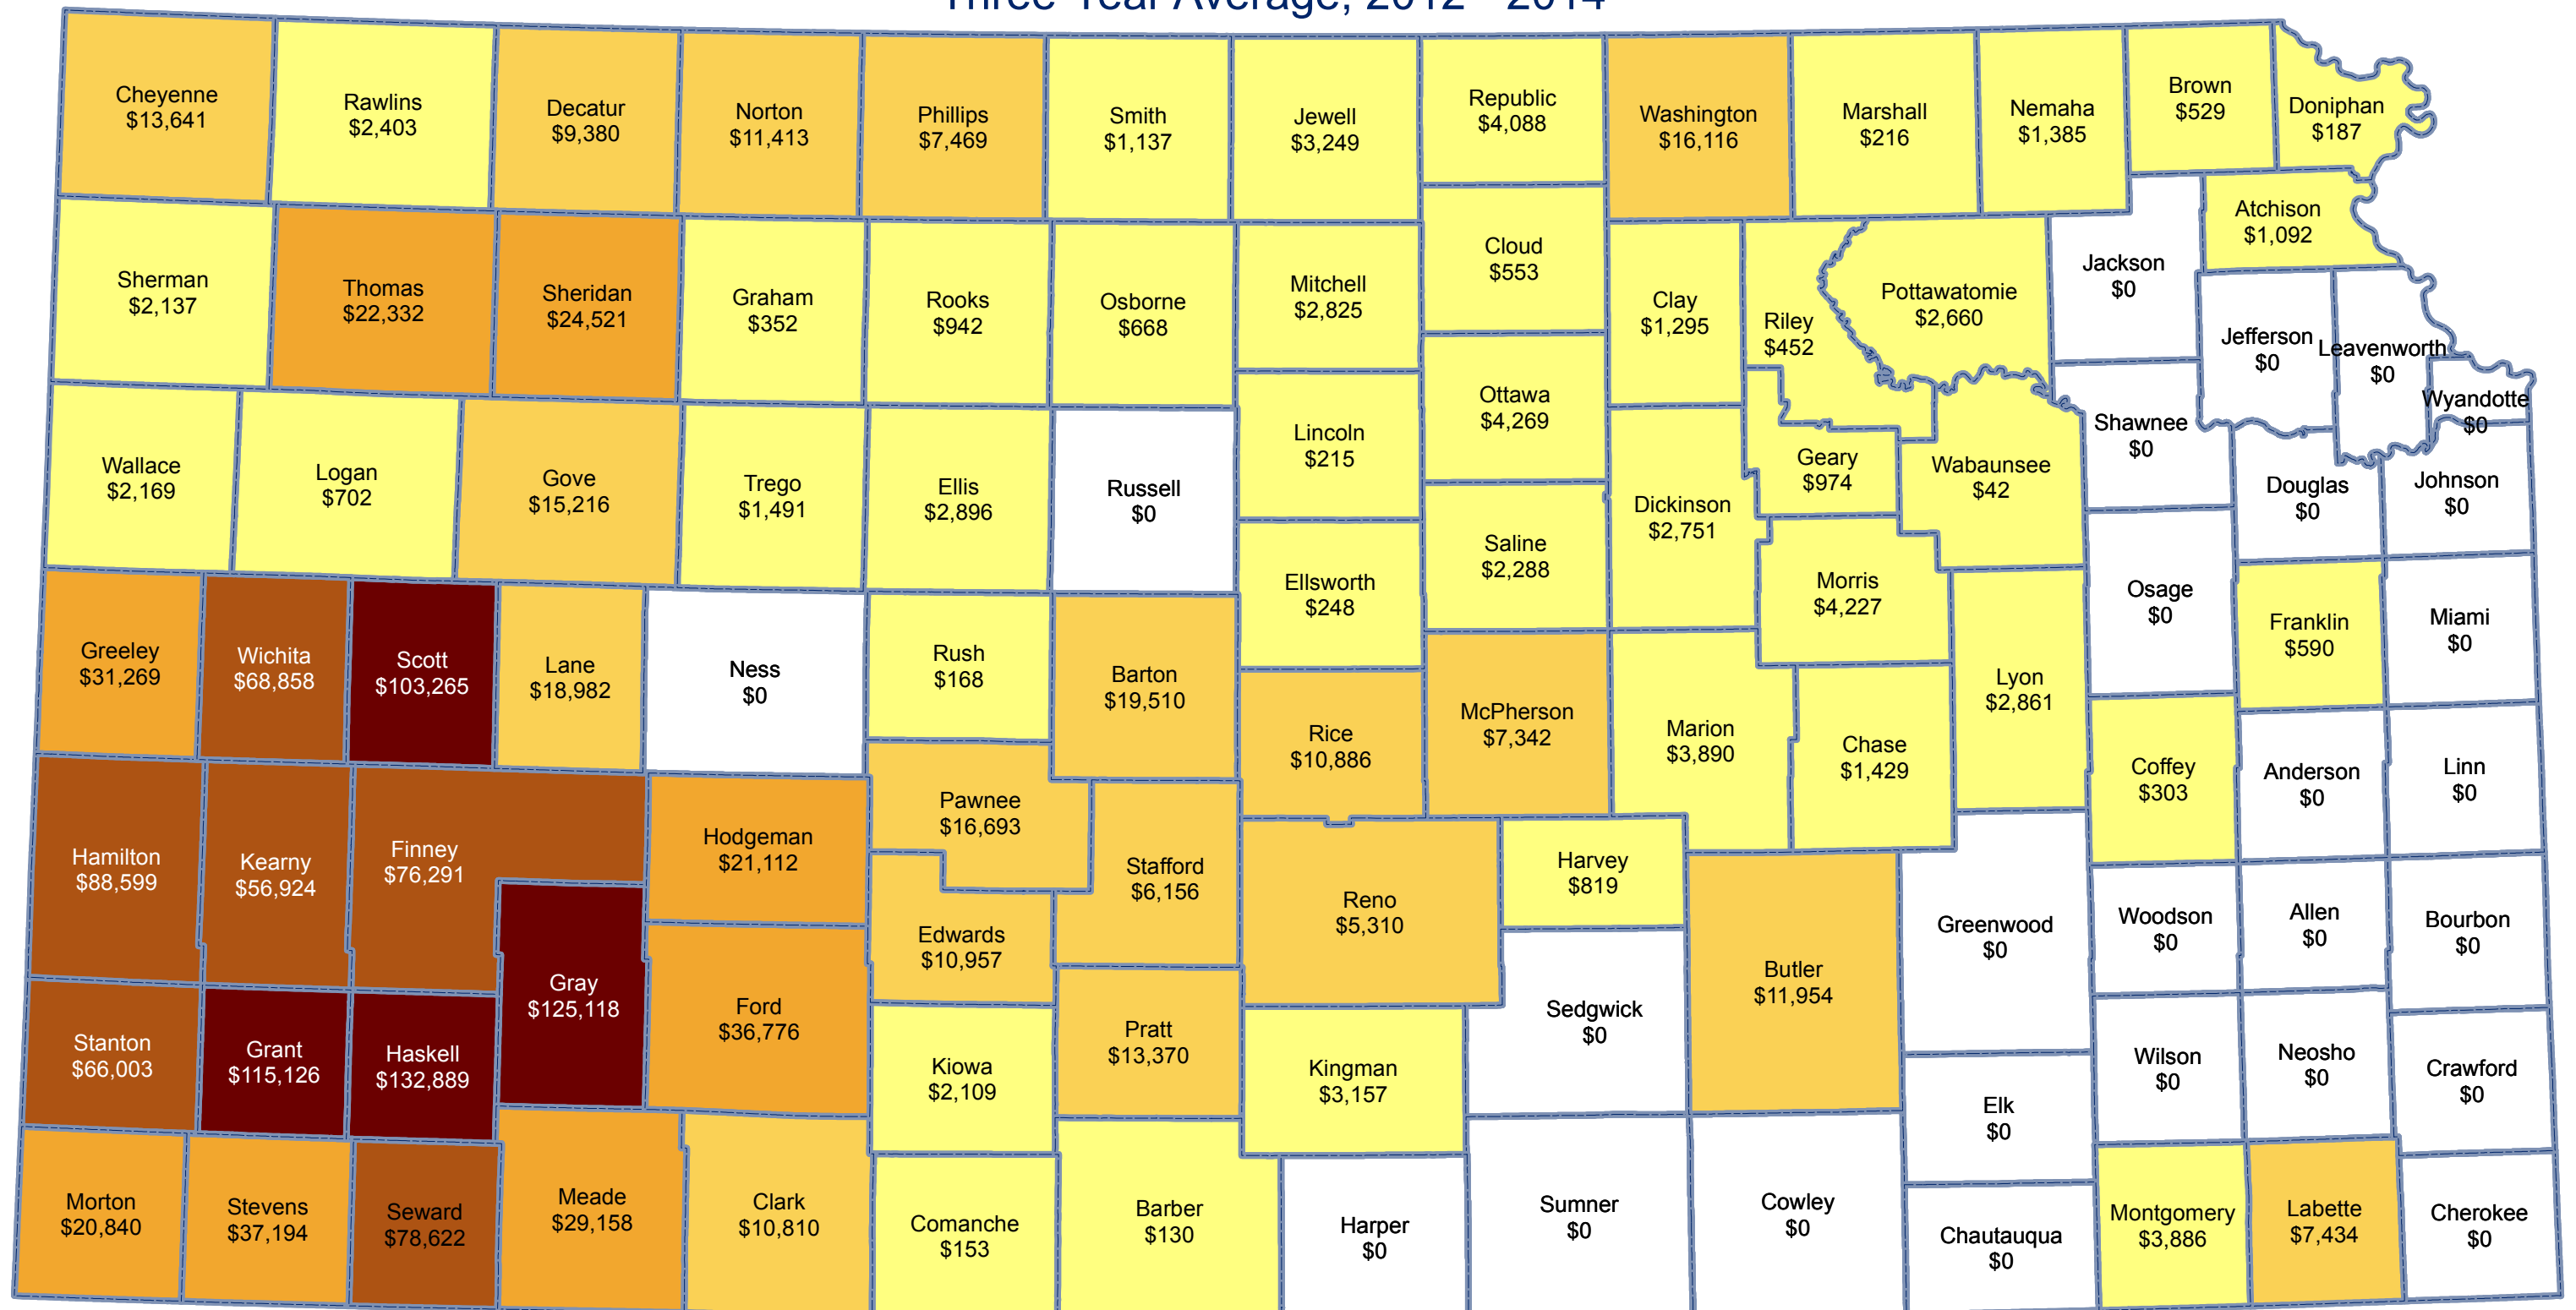 Three-Year Average, 2012 - 2014
Cheyenne
$13,641
Rawlins
$2,403
Decatur
$9,380
Norton
$11,413
Phillips
$7,469
Smith
$1,137
Jewell
$3,249
Republic
$4,088
Washington
$16,116
Marshall
$216
Nemaha
$1,385
Brown
$529
Doniphan
$187
Atchison
$1,092
Sherman
$2,137
Thomas
$22,332
Sheridan
$24,521
Graham
$352
Rooks
$942
Osborne
$668
Mitchell
$2,825
Cloud
$553
Clay
$1,295
Riley
$452
Pottawatomie
$2,660
Jackson
$0
Jefferson
$0
Leavenworth
$0
Wyandotte
$0
Wallace
$2,169
Logan
$702
Gove
$15,216
Trego
$1,491
Ellis
$2,896
Russell
$0
Lincoln
$215
Ottawa
$4,269
Dickinson
$2,751
Geary
$974
Wabaunsee
$42
Shawnee
$0
Douglas
$0
Johnson
$0
Ellsworth
$248
Saline
$2,288
Morris
$4,227
Osage
$0
Franklin
$590
Miami
$0
Greeley
$31,269
Wichita
$68,858
Scott
$103,265
Lane
$18,982
Ness
$0
Rush
$168
Barton
$19,510
Rice
$10,886
McPherson
$7,342
Marion
$3,890
Chase
$1,429
Lyon
$2,861
Coffey
$303
Anderson
$0
Linn
$0
Hamilton
$88,599
Kearny
$56,924
Finney
$76,291
Hodgeman
$21,112
Pawnee
$16,693
Stafford
$6,156
Edwards
$10,957
Reno
$5,310
Harvey
$819
Butler
$11,954
Greenwood
$0
Woodson
$0
Allen
$0
Bourbon
$0
Stanton
$66,003
Grant
$115,126
Haskell
$132,889
Gray
$125,118
Ford
$36,776
Kiowa
$2,109
Pratt
$13,370
Kingman
$3,157
Sedgwick
$0
Elk
$0
Wilson
$0
Neosho
$0
Crawford
$0
Morton
$20,840
Stevens
$37,194
Seward
$78,622
Meade
$29,158
Clark
$10,810
Comanche
$153
Barber
$130
Harper
$0
Sumner
$0
Cowley
$0
Chautauqua
$0
Montgomery
$3,886
Labette
$7,434
Cherokee
$0